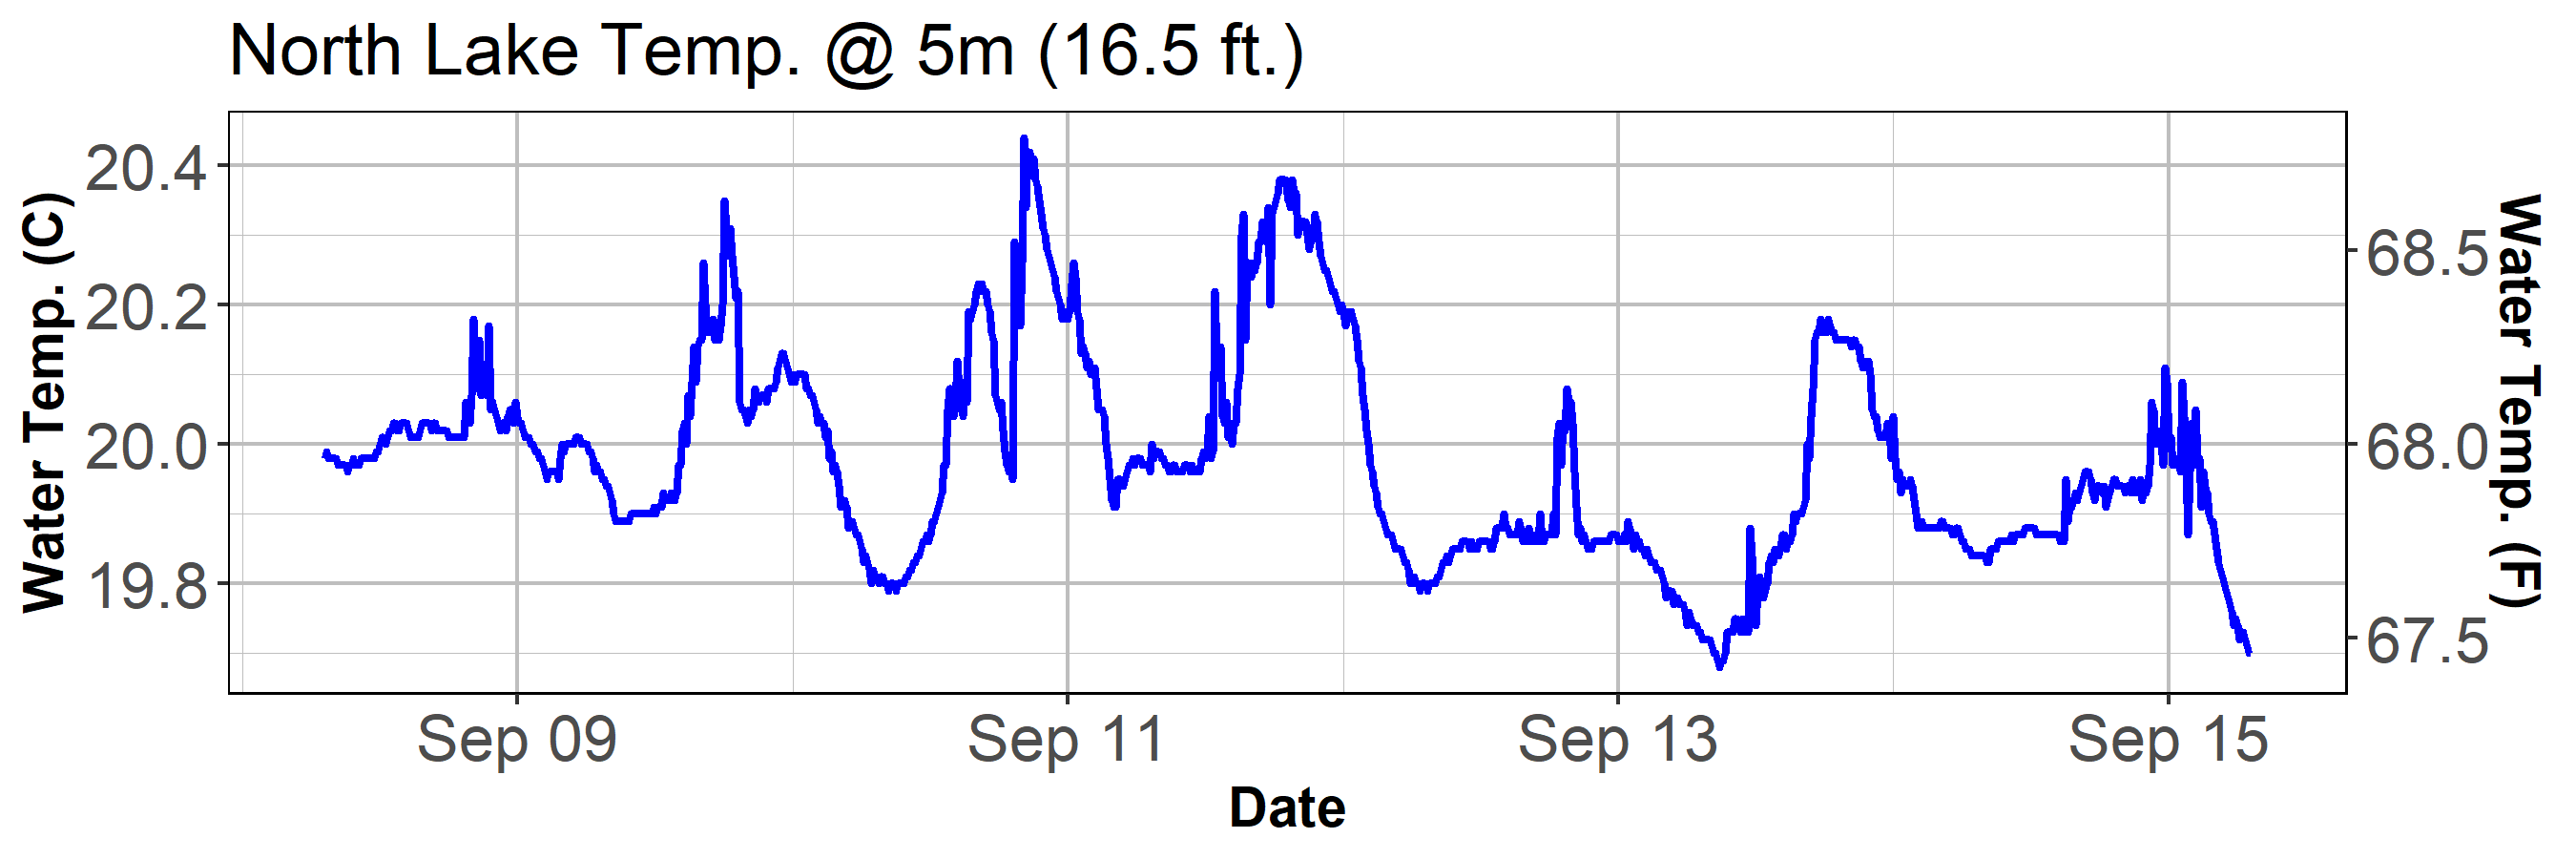 North Lake Temp. @ 5m (16.5 ft.)
Water Temp. (C)
20.4
20.2
20.0
19.8
68.5
68.0
67.5
Water Temp. (F)
Sep 09 Sep 11 Sep 13 Sep 15
Date